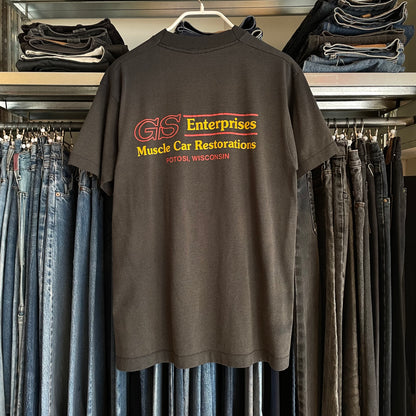 GS Enterprises
Muscle Car Restorations
POTOSI, WISCONSIN